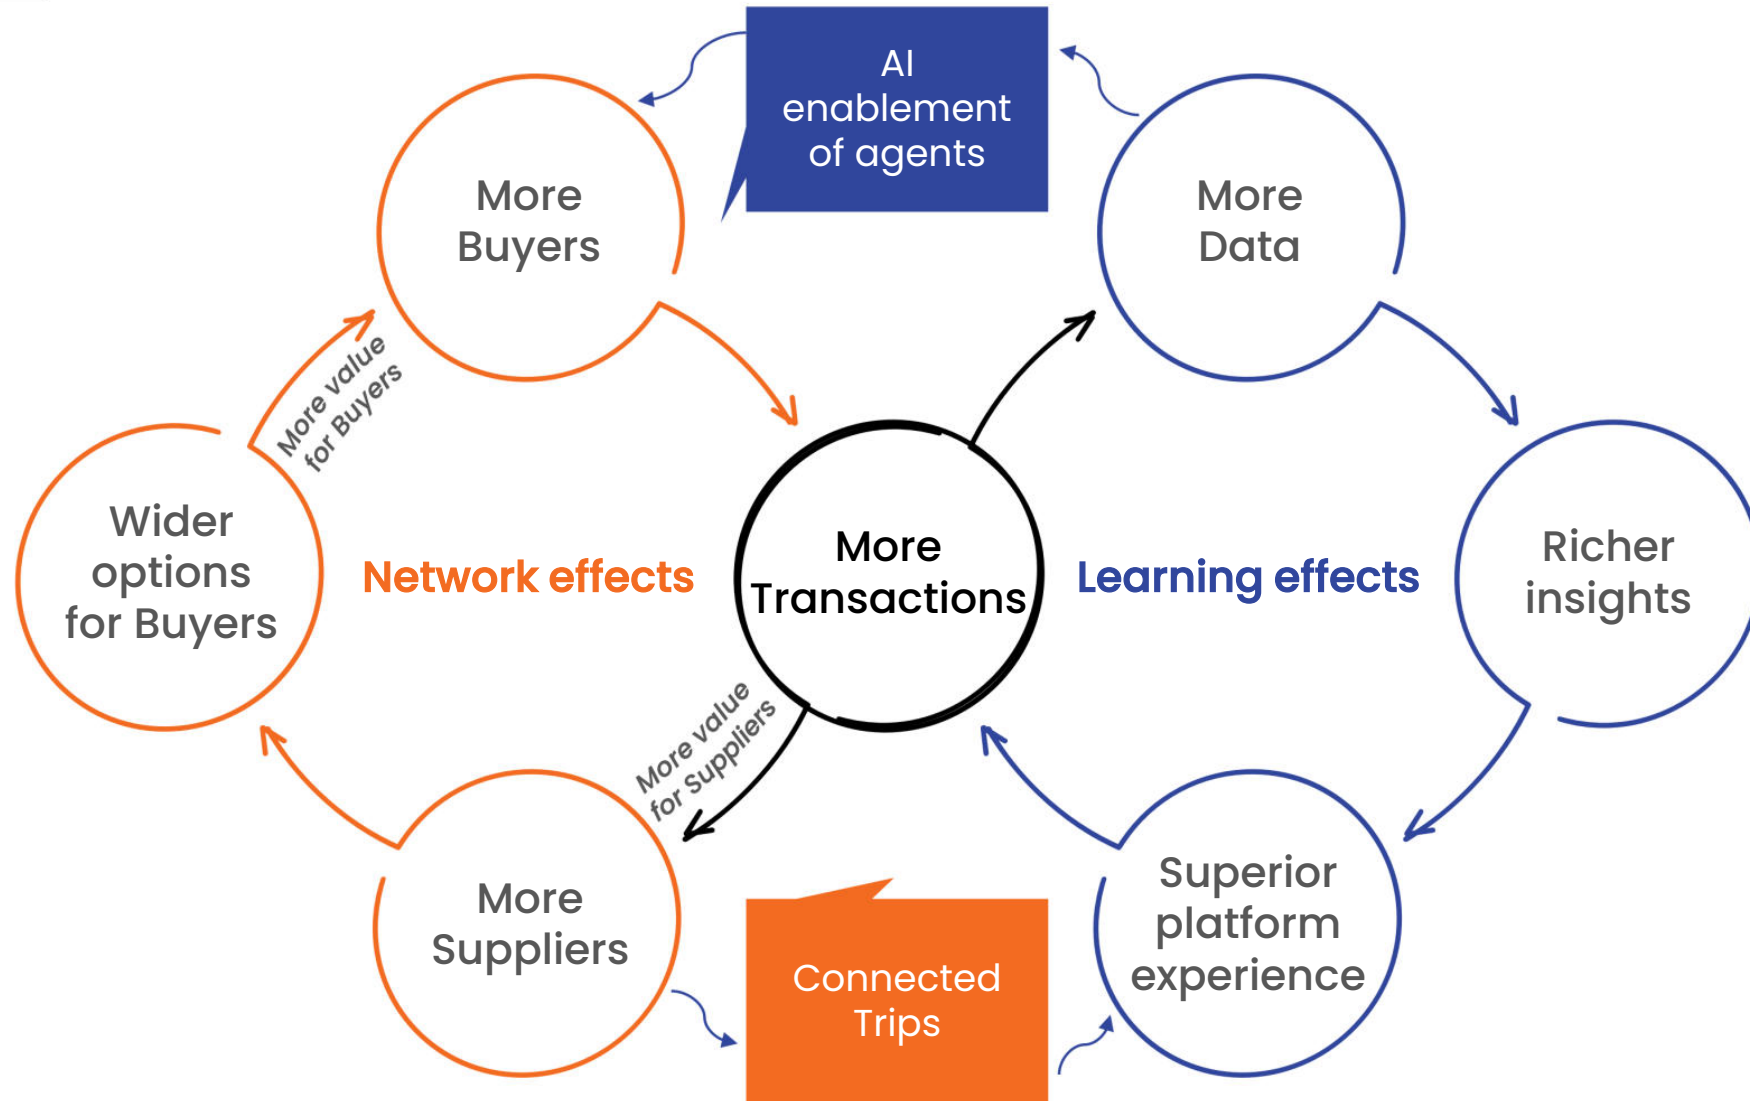 AI
enablement
of agents
More
Buyers
More
Data
More value
for Buyers
Wider
options
for Buyers
Network effects
More
Transactions
Learning effects
Richer
insights
More value
for Suppliers
More
Suppliers
Connected
Trips
Superior
platform
experience